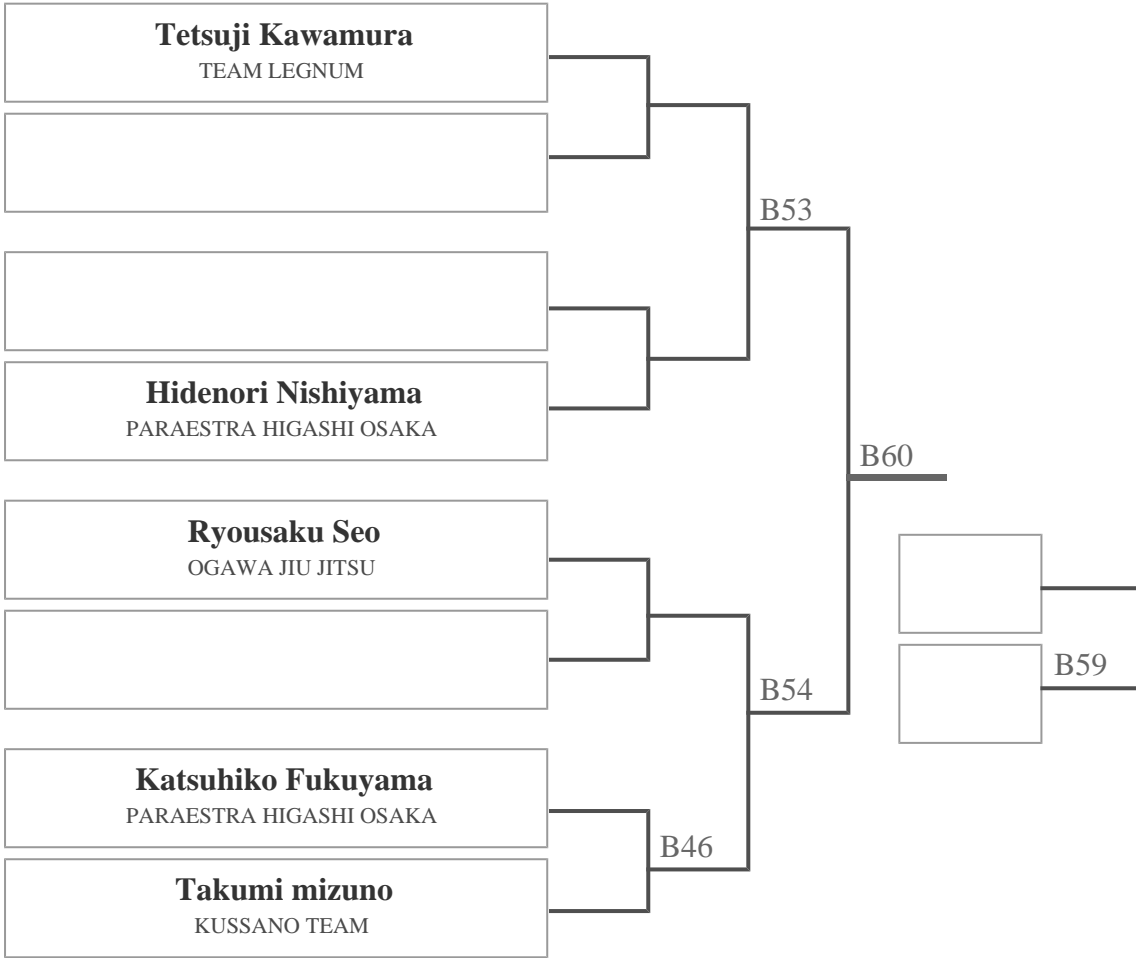 Tetsuji Kawamura
TEAM LEGNUM
B53
Hidenori Nishiyama
PARAESTRA HIGASHI OSAKA
B60
Ryousaku Seo
OGAWA JIU JITSU
B59
B54
Katsuhiko Fukuyama
PARAESTRA HIGASHI OSAKA
B46
Takumi mizuno
KUSSANO TEAM